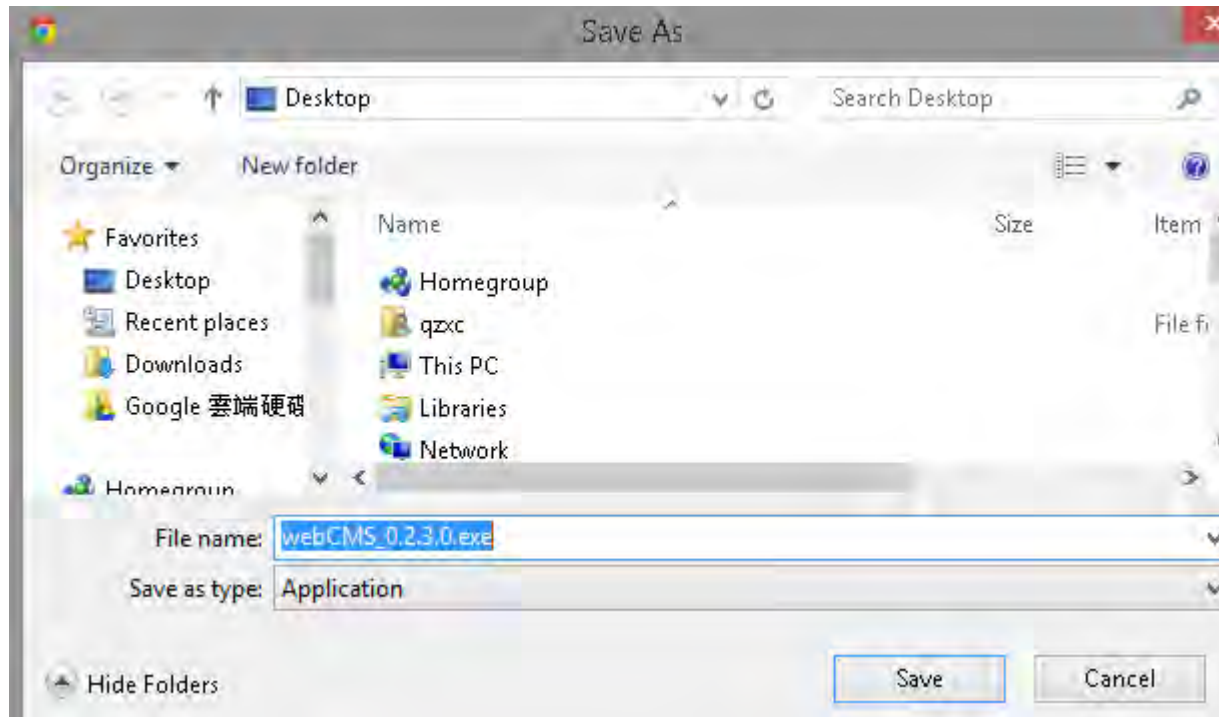 Save As
Desktop
Search Desktop
Organize
New folder
Name
Size
Item
Favorites
Desktop
Recent places
Downloads
Google 雲端硬碟
Homegroup
Homegroup
qzxc
File f
This PC
Libraries
Network
File name: webCMS_0.2.3.0.exe
Save as type: Application
Hide Folders
Save
Cancel